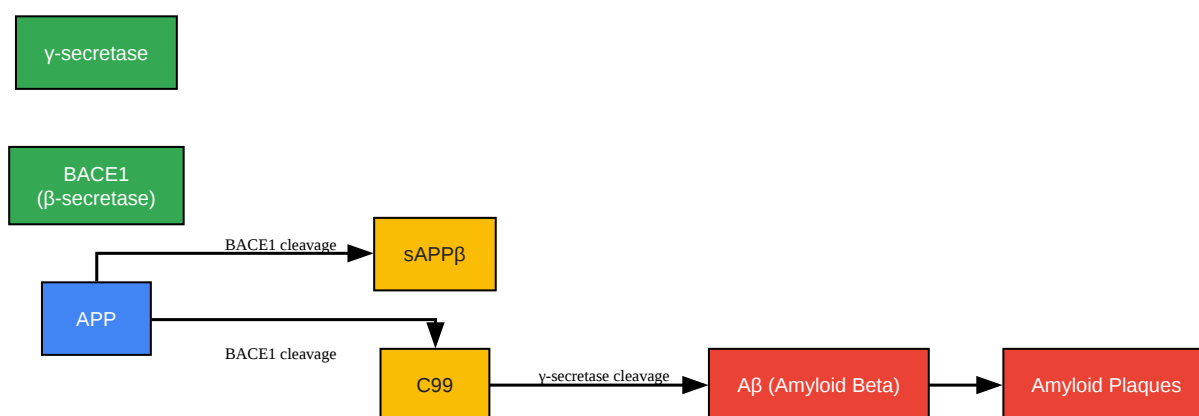 γ-secretase
BACE1
(β-secretase)
BACE1 cleavage
sAPPβ
APP
BACE1 cleavage
C99
γ-secretase cleavage
Aβ (Amyloid Beta)
Amyloid Plaques